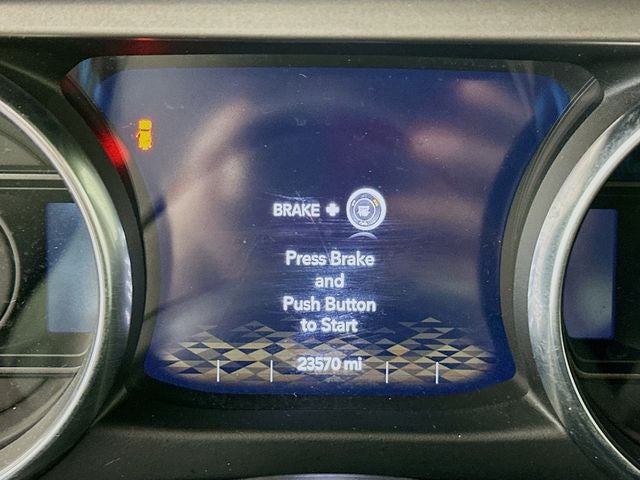 BRAKE +
Press Brake
and
Push Button
to Start
23570 mi